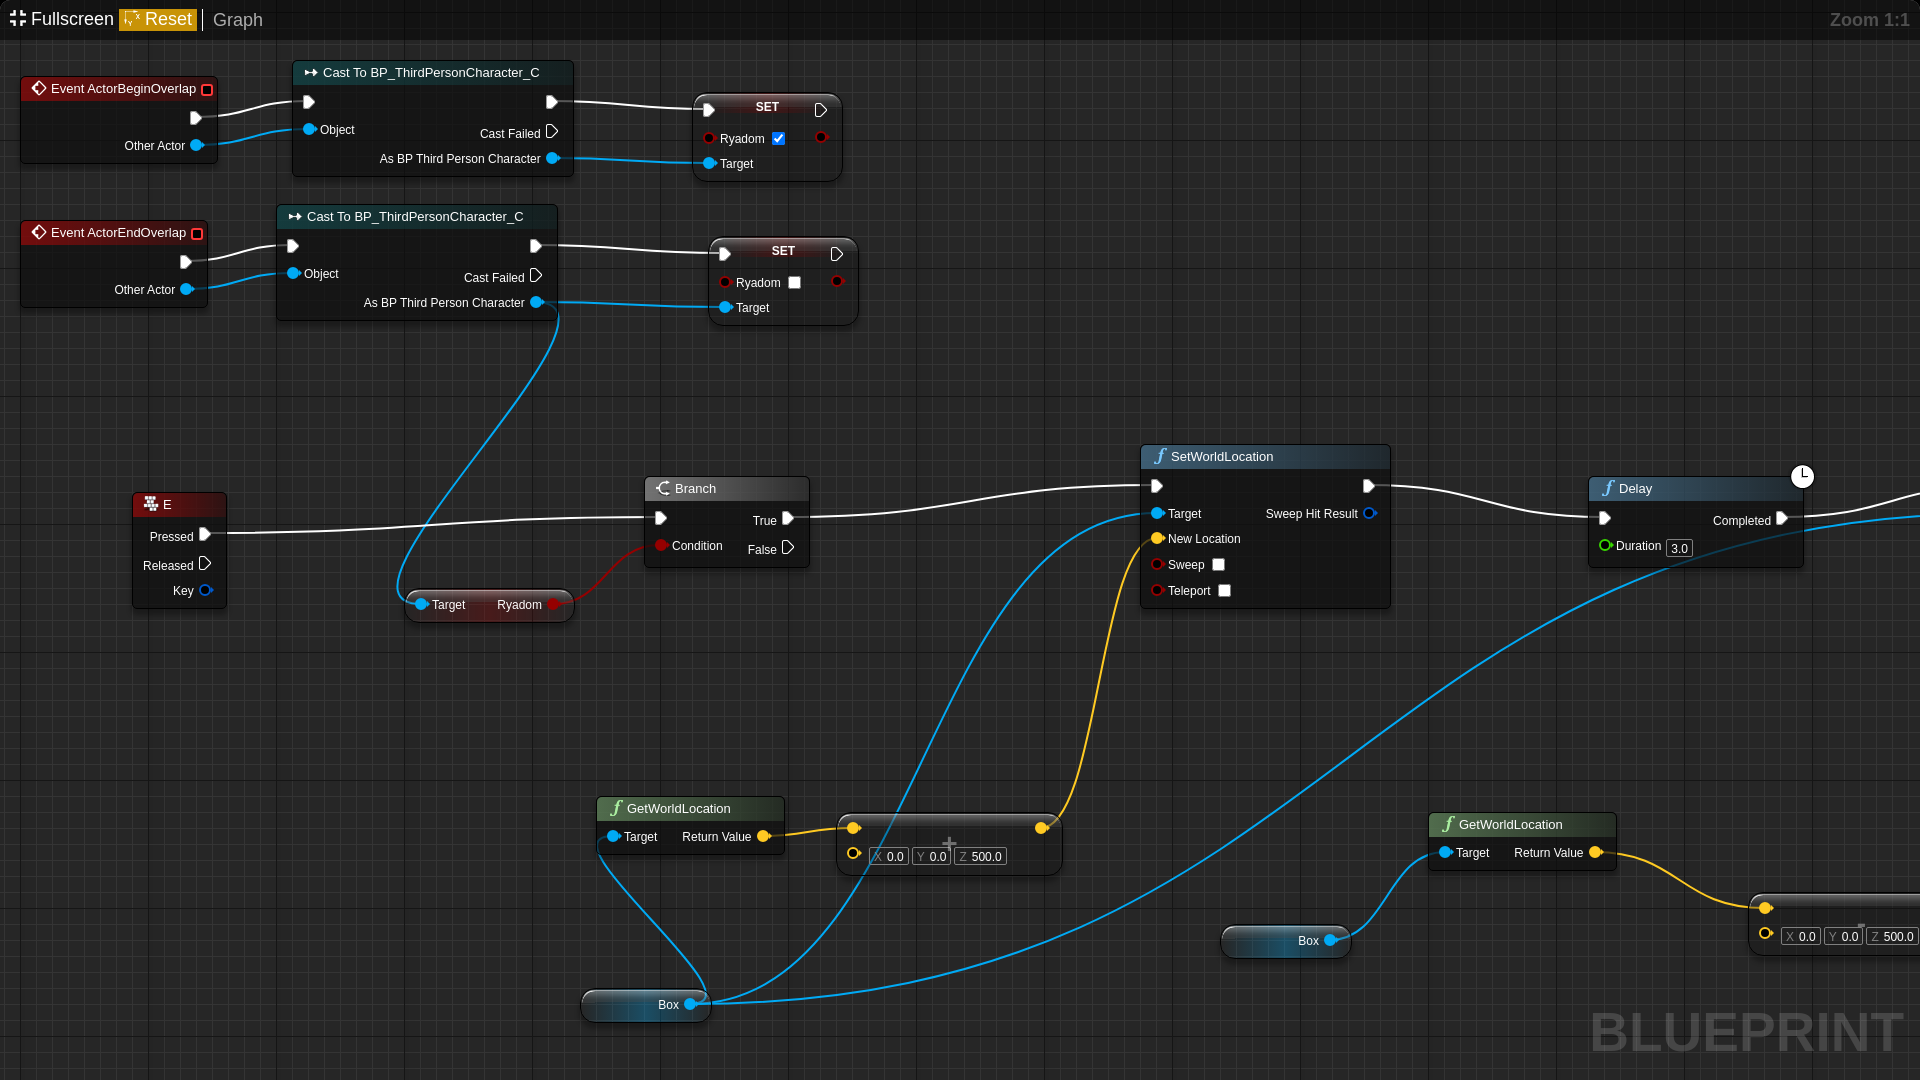 Fullscreen Reset Graph Zoom 1:1
Event ActorBeginOverlap
Other Actor
Cast To BP_ThirdPersonCharacter_C
Object
Cast Failed
As BP Third Person Character
SET
Ryadom
Target
Event ActorEndOverlap
Other Actor
Cast To BP_ThirdPersonCharacter_C
Object
Cast Failed
As BP Third Person Character
SET
Ryadom
Target
E
Pressed
Released
Key
Target Ryadom
Branch
True
Condition
False
SetWorldLocation
Target Sweep Hit Result
New Location
Sweep
Teleport
Delay
Completed
Duration 3.0
GetWorldLocation
Target Return Value
+
X 0.0 Y 0.0 Z 500.0
Box
GetWorldLocation
Target Return Value
Box
-
X 0.0 Y 0.0 Z 500.0
BLUEPRINT